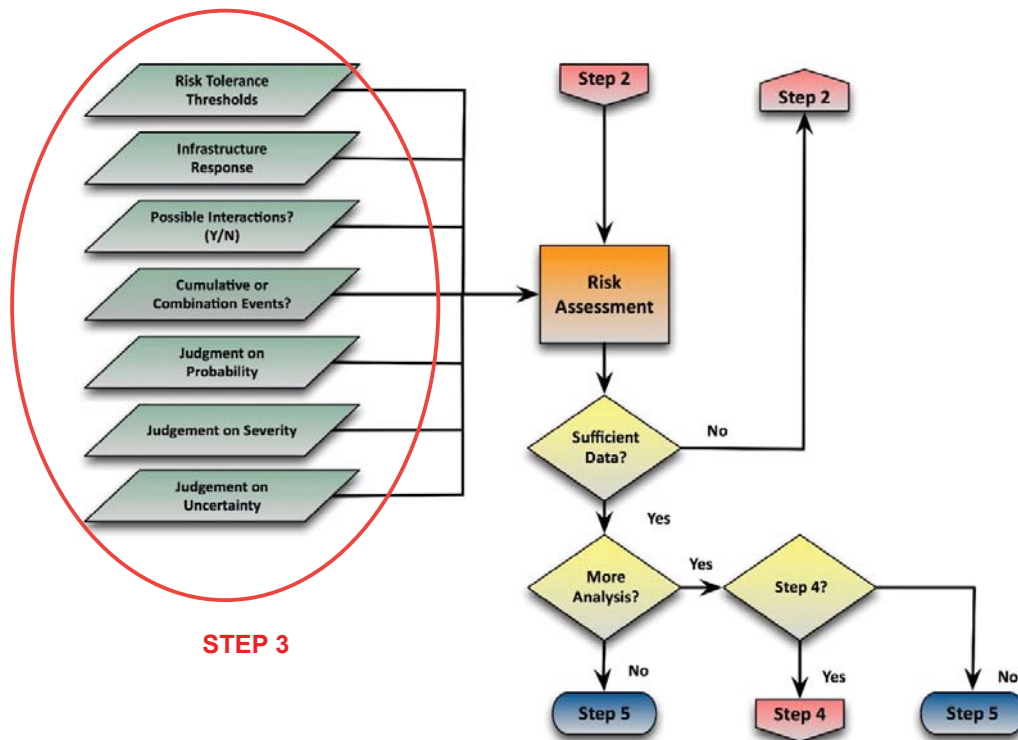 Risk Tolerance
Thresholds
Infrastructure
Response
Possible Interactions?
(Y/N)
Cumulative or
Combination Events?
Judgment on
Probability
Judgement on Severity
Judgement on
Uncertainty
STEP 3
Step 2
Step 2
Risk
Assessment
Sufficient
Data?
No
Yes
More
Analysis?
Yes
Step 4?
No
Yes
No
Step 5
Step 4
Step 5